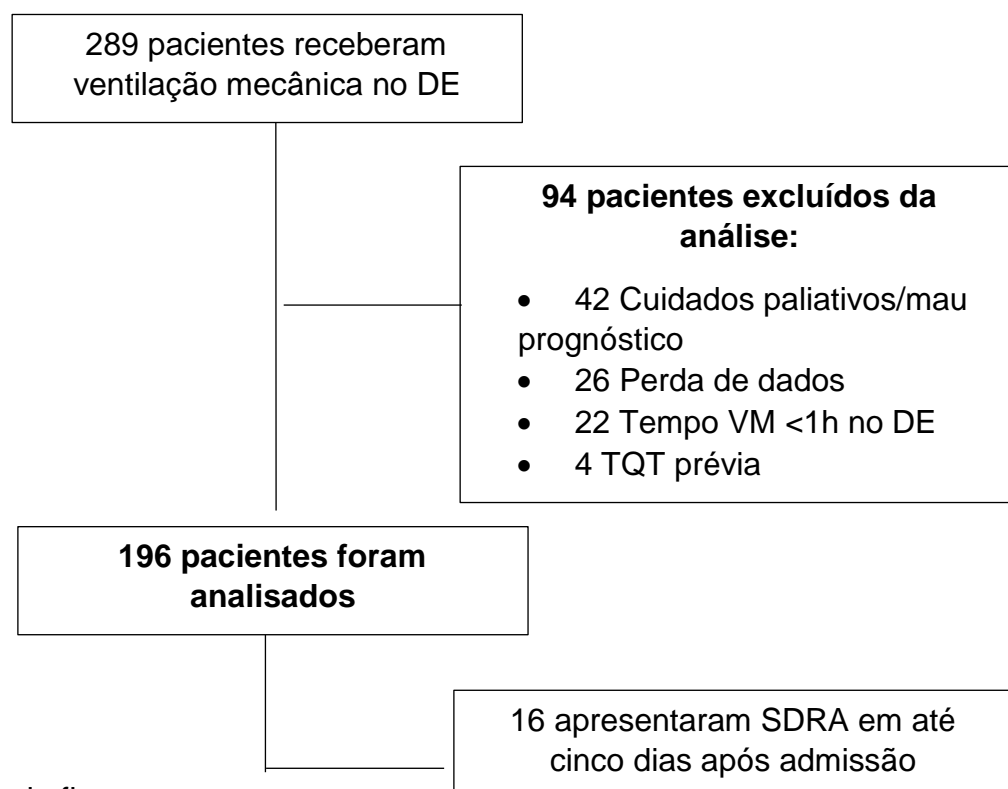 289 pacientes receberam
ventilação mecânica no DE
94 pacientes excluídos da
análise:
• 42 Cuidados paliativos/mau
prognóstico
• 26 Perda de dados
• 22 Tempo VM <1h no DE
• 4 TQT prévia
196 pacientes foram
analisados
16 apresentaram SDRA em até
cinco dias após admissão